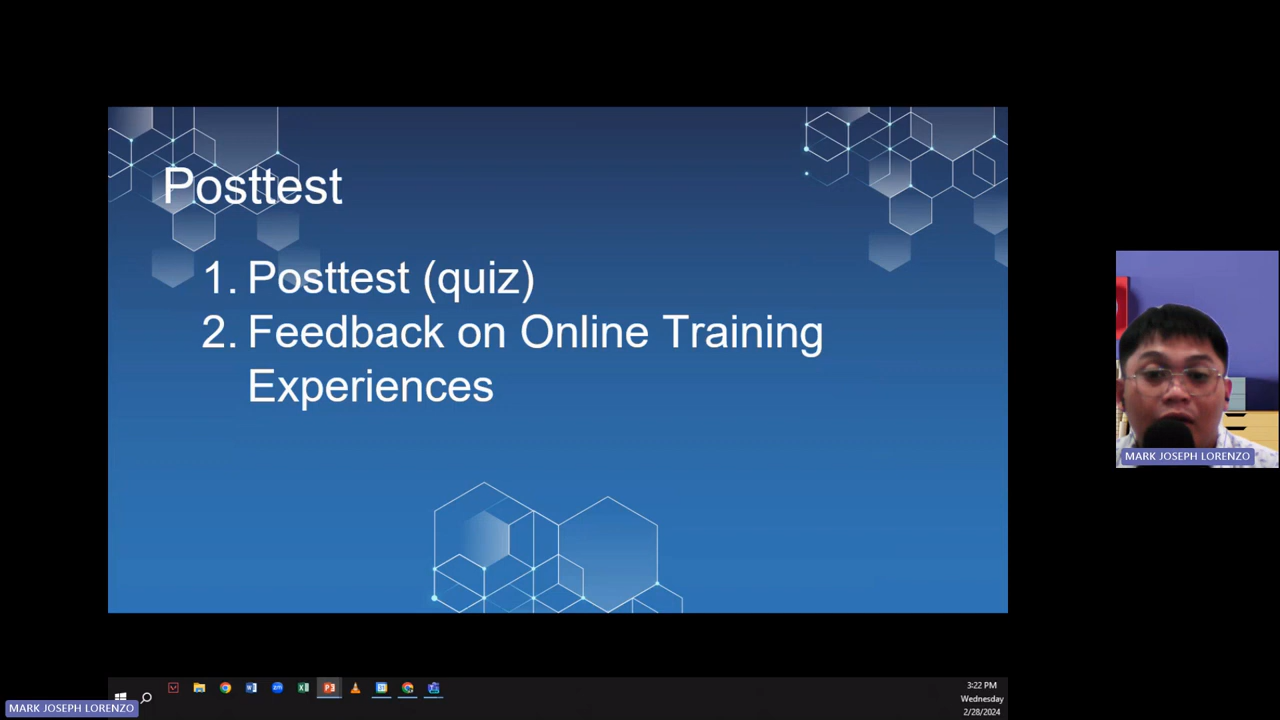 Posttest
1. Posttest (quiz)
2. Feedback on Online Training
Experiences
MARK JOSEPH LORENZO
3:22 PM
Wednesday
2/28/2024
MARK JOSEPH LORENZO